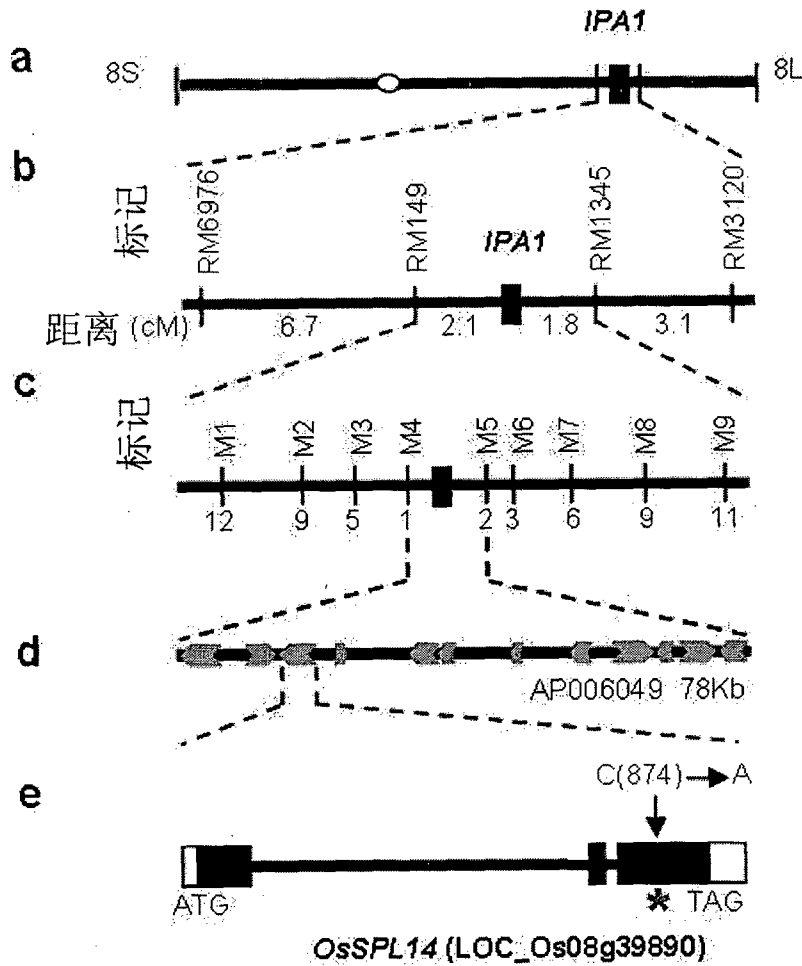 IPA1
a
8S
8L
b
标记
RM6976
RM149
RM1345
RM3120
IPA1
距离 (cM)
6.7
2.1
1.8
3.1
c
标记
M1
M2
M3
M4
M5
M6
M7
M8
M9
12
9
5
1
2
3
6
9
11
d
AP006049 78Kb
e
C(874) → A
ATG
*
TAG
OsSPL14 (LOC_Os08g39890)